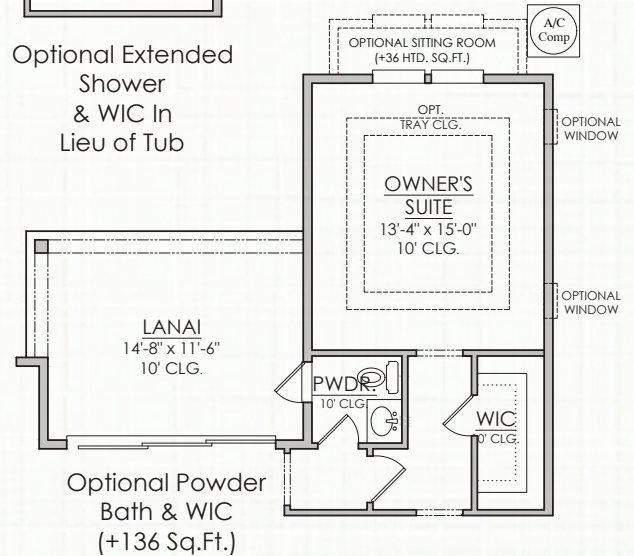 Optional Extended
Shower
& WIC In
Lieu of Tub
A/C
Comp
OPTIONAL SITTING ROOM
(+36 HTD. SQ.FT.)
OPT.
TRAY CLG.
OPTIONAL
WINDOW
OWNER'S
SUITE
13'-4" x 15'-0"
10' CLG.
OPTIONAL
WINDOW
LANAI
14'-8" x 11'-6"
10' CLG.
PWDR.
10' CLG.
WIC
10' CLG.
Optional Powder
Bath & WIC
(+136 Sq.Ft.)